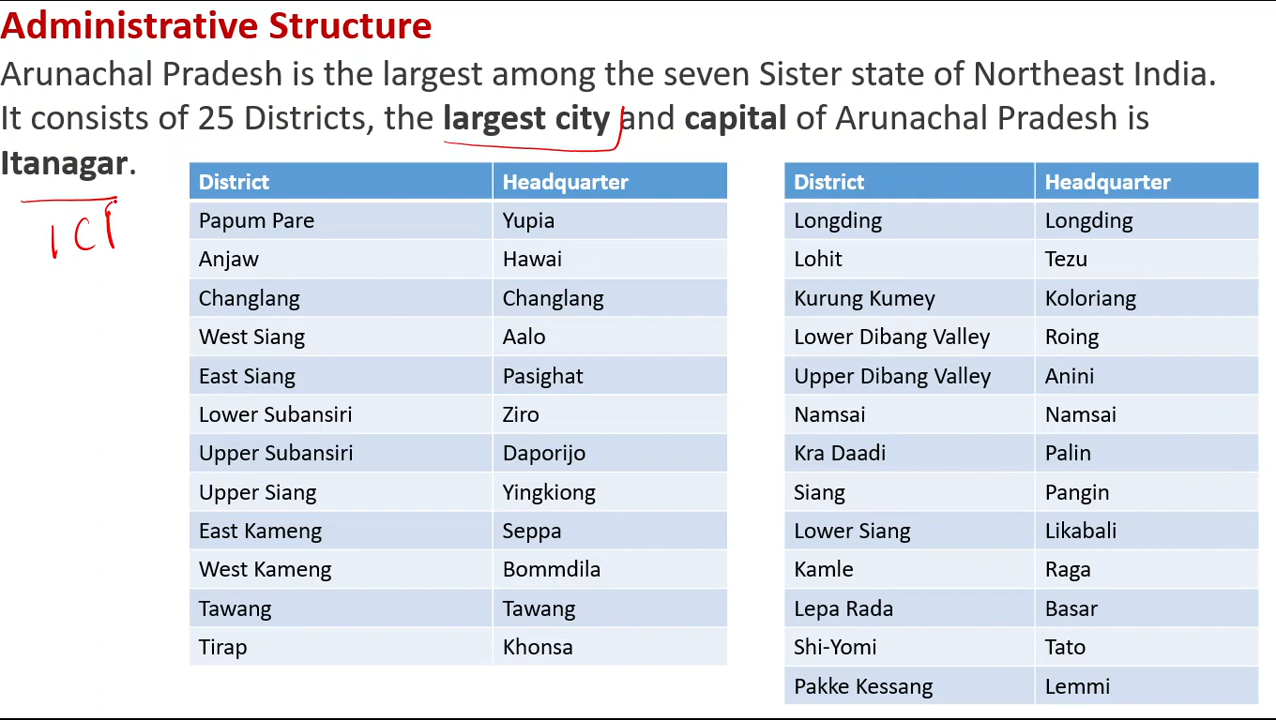 Administrative Structure
Arunachal Pradesh is the largest among the seven Sister state of Northeast India.
It consists of 25 Districts, the largest city and capital of Arunachal Pradesh is
Itanagar.
District Headquarter
Papum Pare Yupia
Anjaw Hawai
Changlang Changlang
West Siang Aalo
East Siang Pasighat
Lower Subansiri Ziro
Upper Subansiri Daporijo
Upper Siang Yingkiong
East Kameng Seppa
West Kameng Bommdila
Tawang Tawang
Tirap Khonsa
District Headquarter
Longding Longding
Lohit Tezu
Kurung Kumey Koloriang
Lower Dibang Valley Roing
Upper Dibang Valley Anini
Namsai Namsai
Kra Daadi Palin
Siang Pangin
Lower Siang Likabali
Kamle Raga
Lepa Rada Basar
Shi-Yomi Tato
Pakke Kessang Lemmi